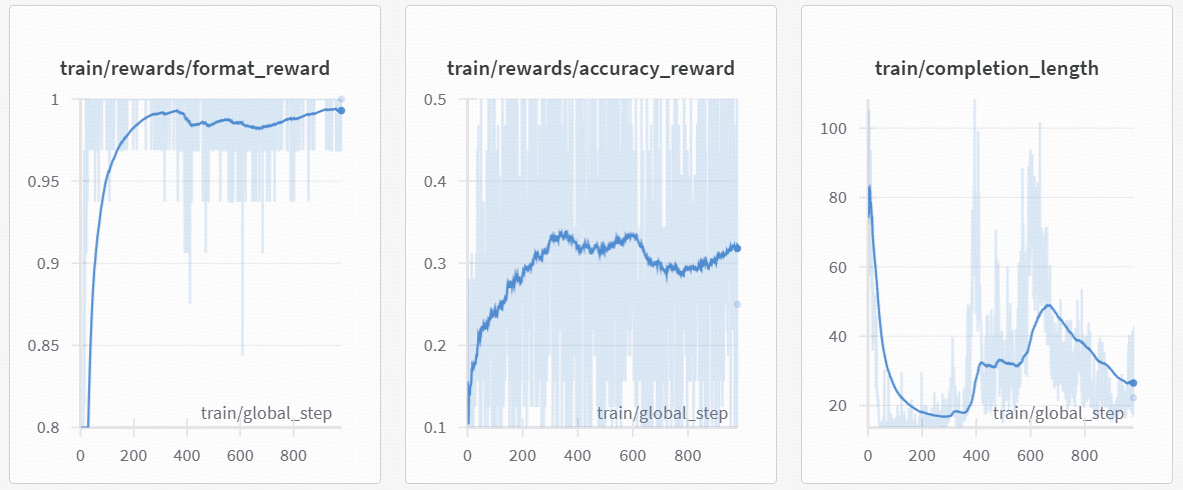 train/rewards/format_reward
1
0.95
0.9
0.85
0.8
train/global_step
0 200 400 600 800
train/rewards/accuracy_reward
0.5
0.4
0.3
0.2
0.1
train/global_step
0 200 400 600 800
train/completion_length
100
80
60
40
20
train/global_step
0 200 400 600 800